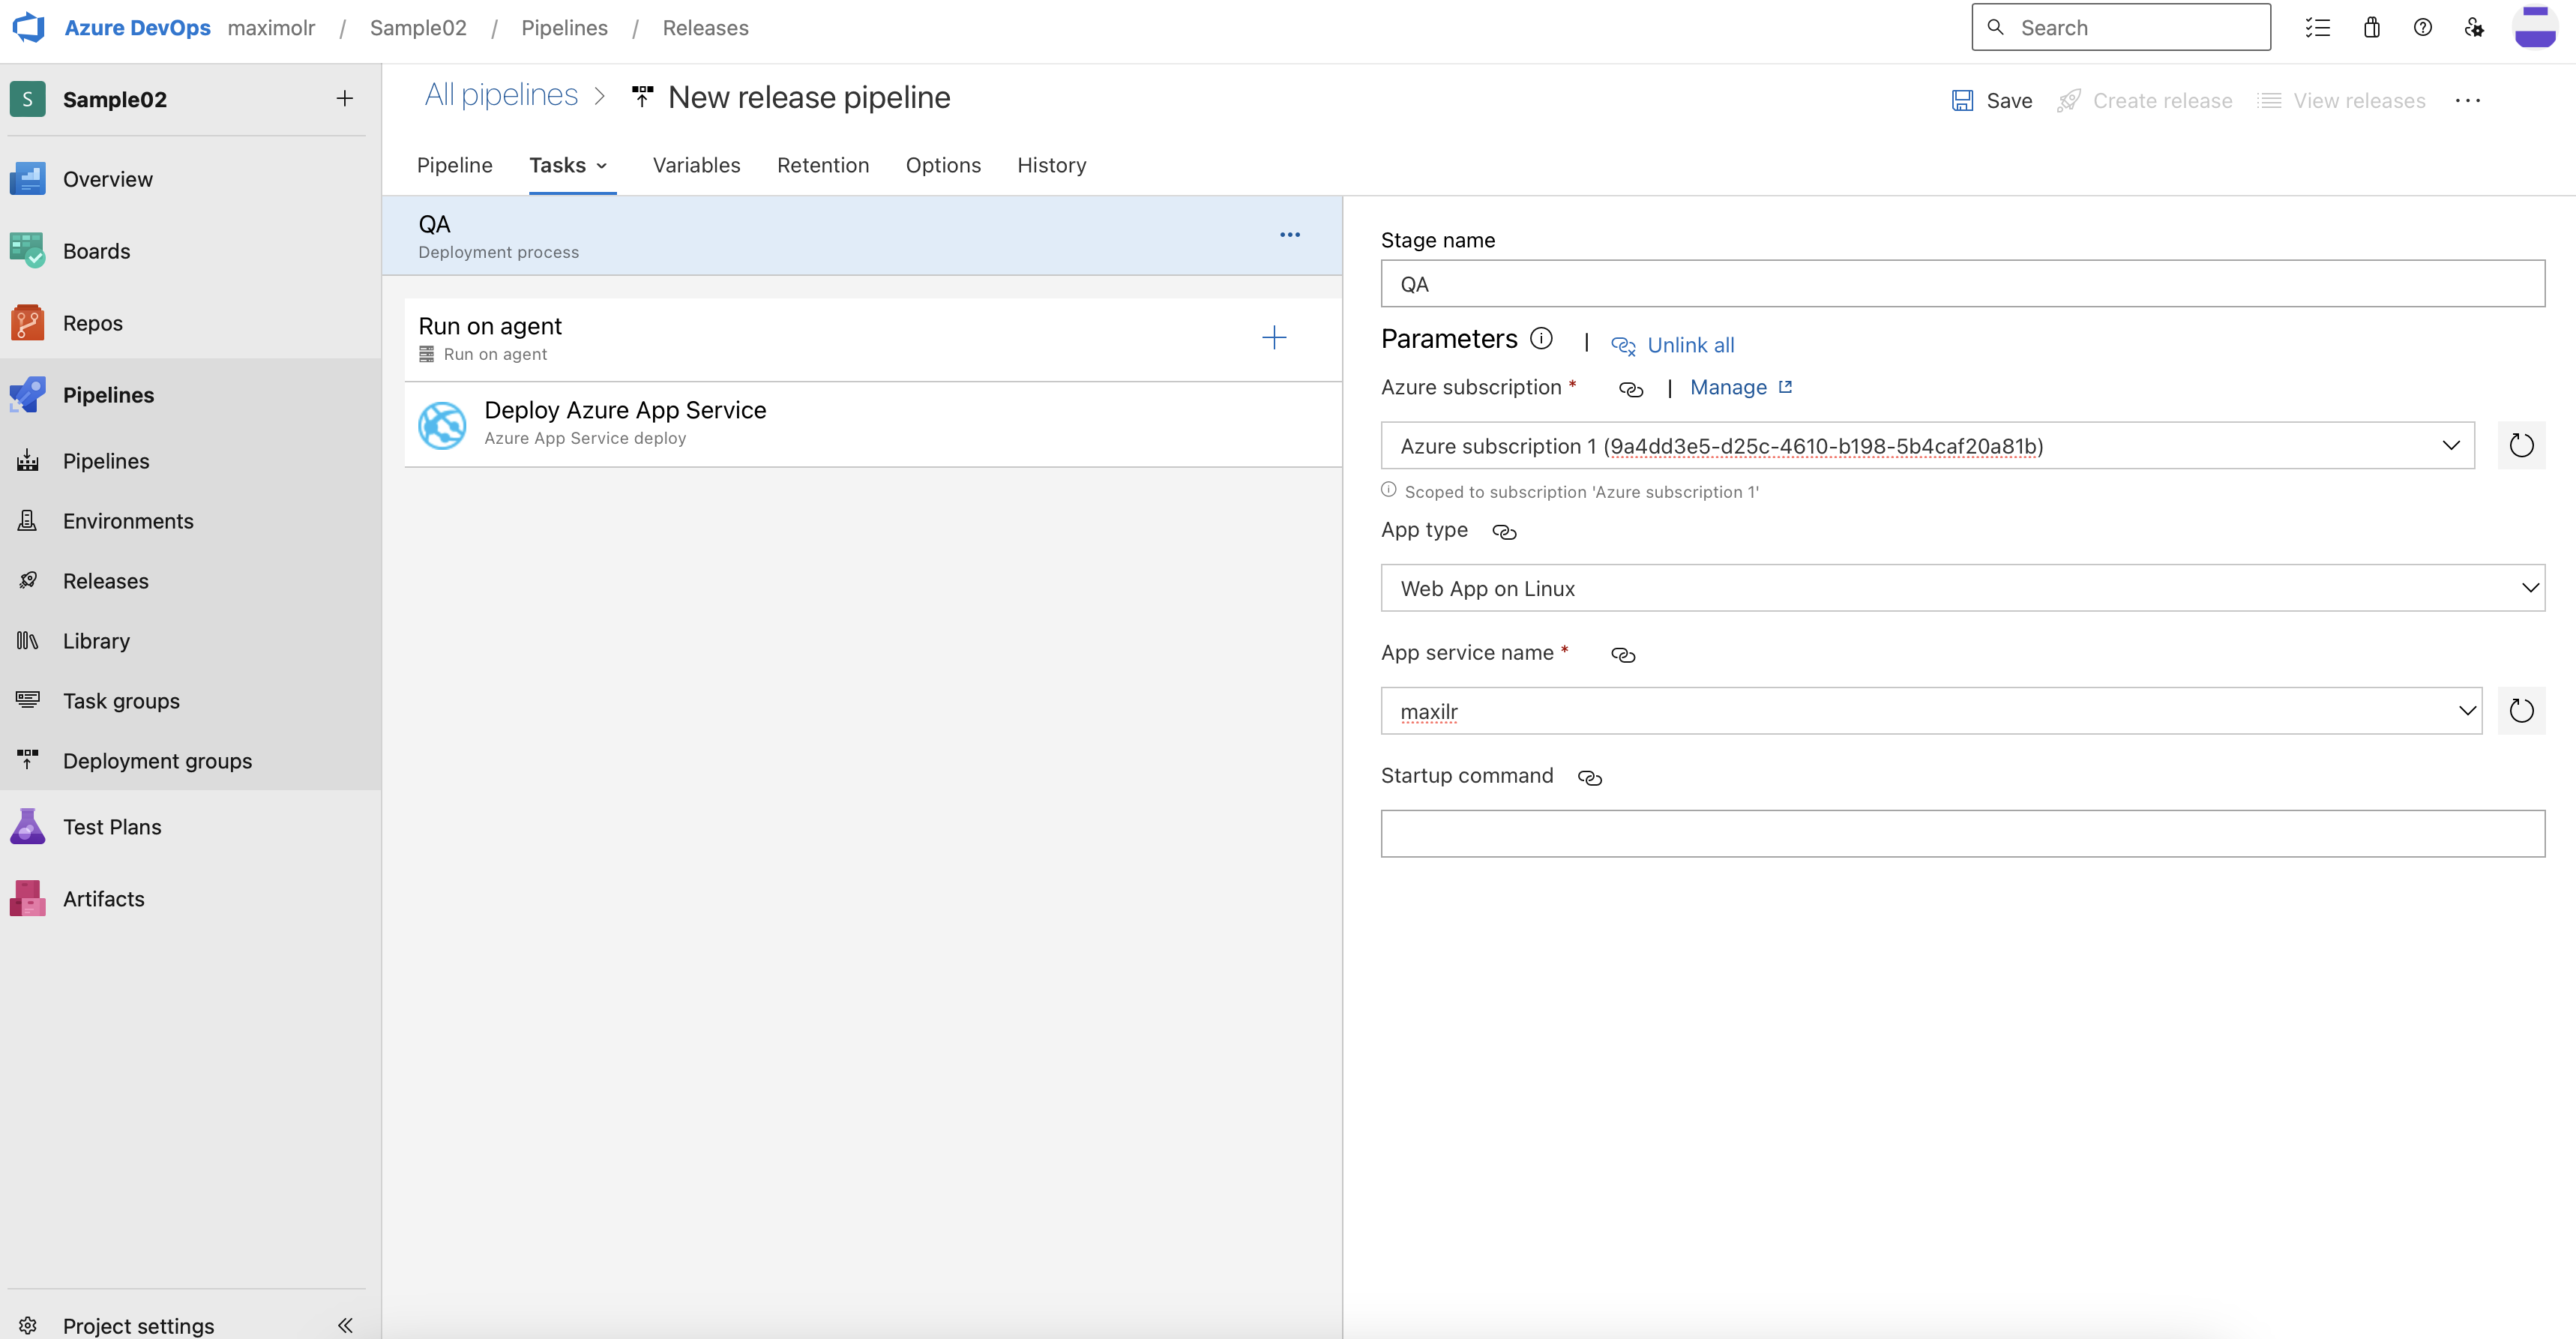 Azure DevOps maximolr / Sample02 / Pipelines / Releases
Search
S Sample02
Overview
Boards
Repos
Pipelines
Pipelines
Environments
Releases
Library
Task groups
Deployment groups
Test Plans
Artifacts
Project settings
All pipelines > New release pipeline
Save Create release View releases
Pipeline Tasks Variables Retention Options History
QA
Deployment process
Run on agent
Run on agent
Deploy Azure App Service
Azure App Service deploy
Stage name
QA
Parameters | Unlink all
Azure subscription * | Manage
Azure subscription 1 (9a4dd3e5-d25c-4610-b198-5b4caf20a81b)
Scoped to subscription 'Azure subscription 1'
App type
Web App on Linux
App service name *
maxilr
Startup command